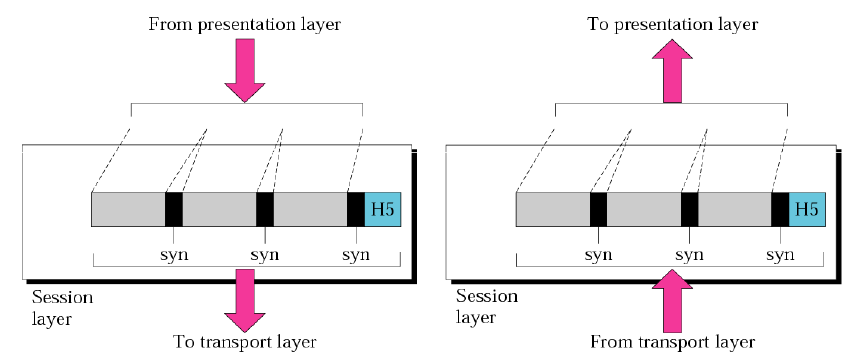 From presentation layer
To presentation layer
H5
H5
syn syn syn
syn syn syn
Session
layer
Session
layer
To transport layer
From transport layer